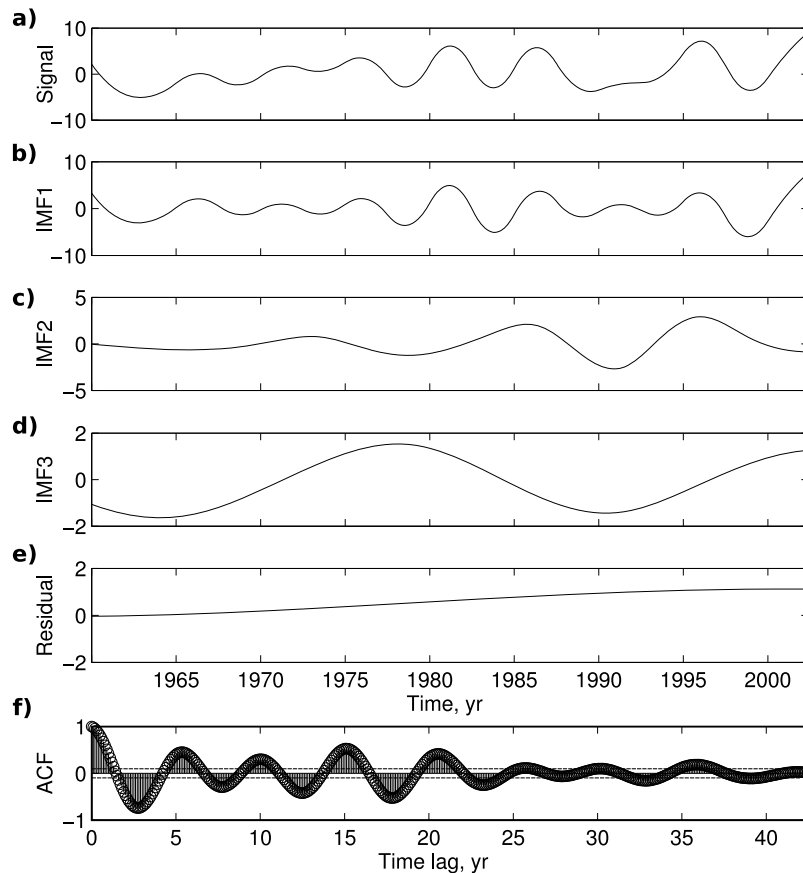 a)
10
0
−10
Signal
b)
10
0
−10
IMF1
c)
5
0
−5
IMF2
d)
2
0
−2
IMF3
e)
2
0
−2
Residual
1965 1970 1975 1980 1985 1990 1995 2000
Time, yr
f)
1
0
−1
ACF
0 5 10 15 20 25 30 35 40
Time lag, yr